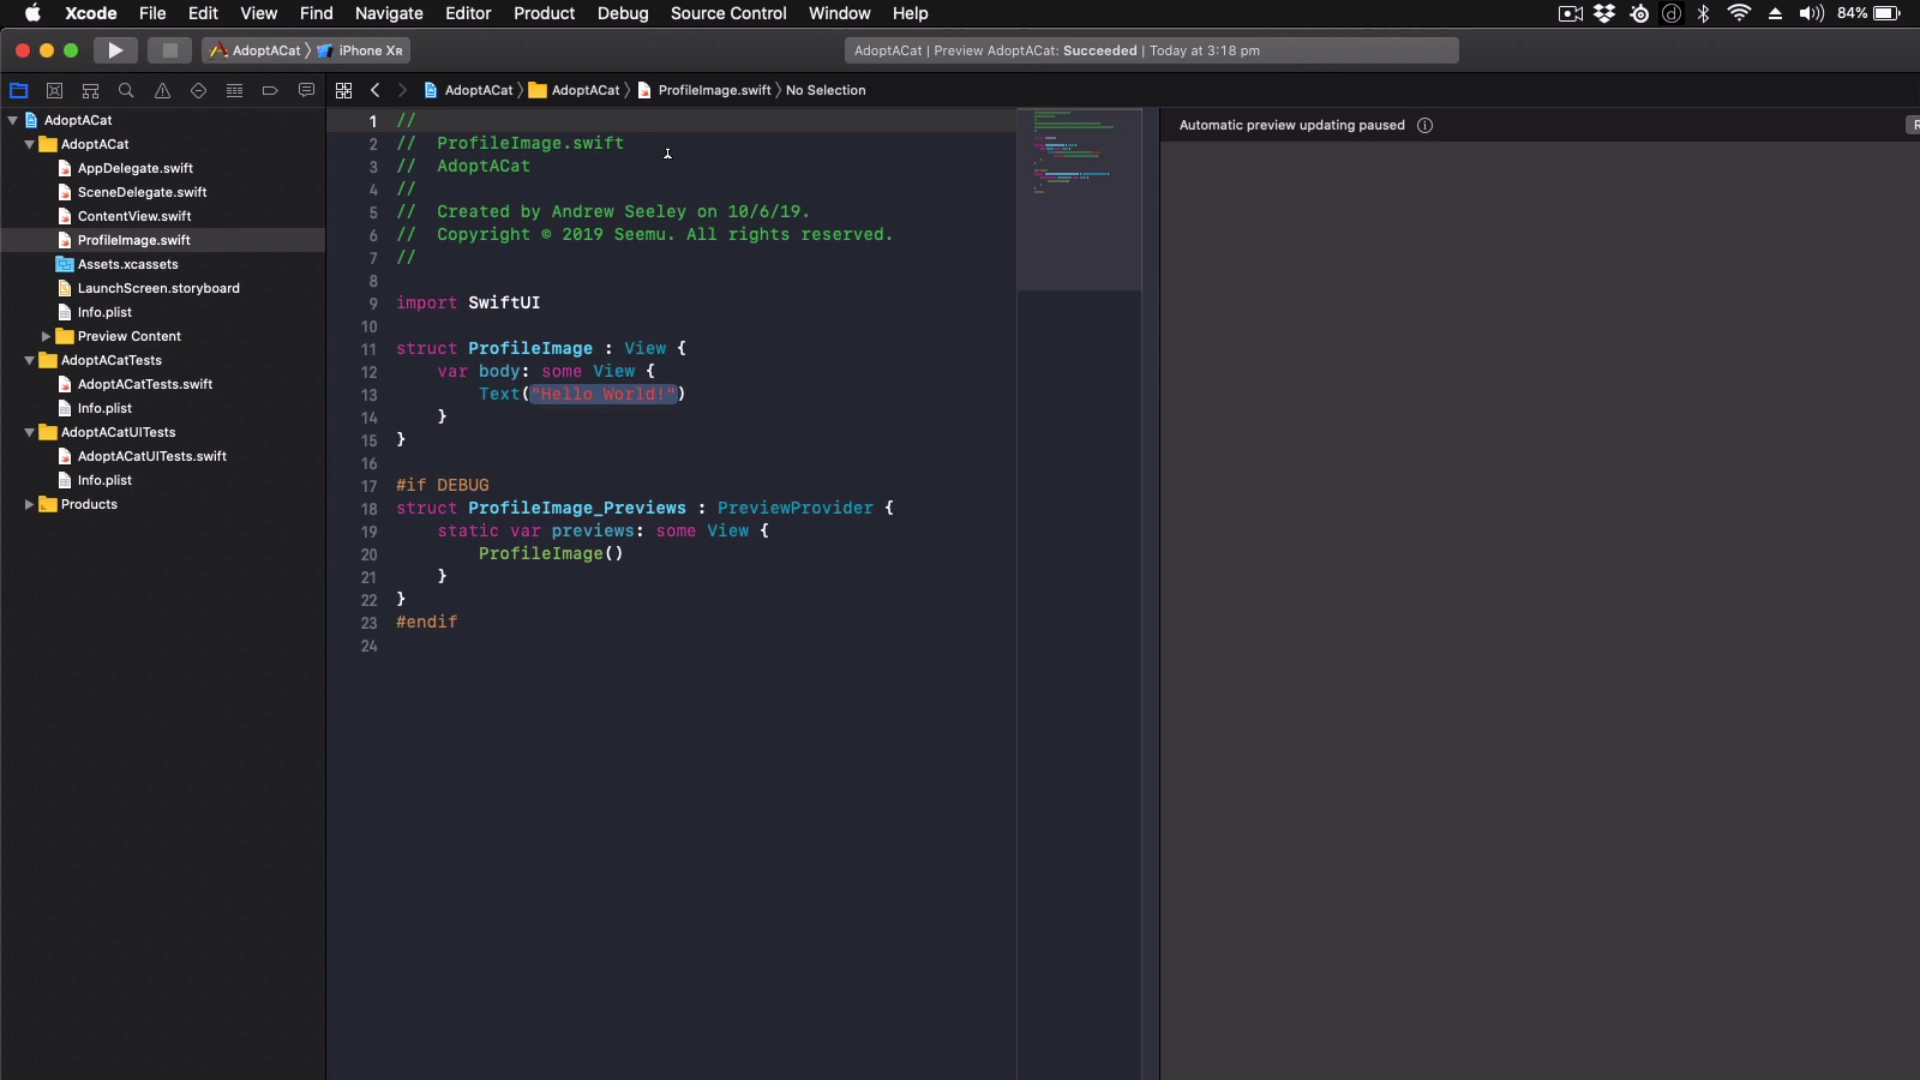 Xcode File Edit View Find Navigate Editor Product Debug Source Control Window Help 84%
AdoptACat 〉 iPhone XR
AdoptACat | Preview AdoptACat: Succeeded | Today at 3:18 pm
AdoptACat 〉 AdoptACat 〉 ProfileImage.swift 〉 No Selection
AdoptACat
AdoptACat
AppDelegate.swift
SceneDelegate.swift
ContentView.swift
ProfileImage.swift
Assets.xcassets
LaunchScreen.storyboard
Info.plist
Preview Content
AdoptACatTests
AdoptACatTests.swift
Info.plist
AdoptACatUITests
AdoptACatUITests.swift
Info.plist
Products
1 //
2 // ProfileImage.swift
3 // AdoptACat
4 //
5 // Created by Andrew Seeley on 10/6/19.
6 // Copyright © 2019 Seemu. All rights reserved.
7 //
8
9 import SwiftUI
10
11 struct ProfileImage : View {
12 var body: some View {
13 Text("Hello World!")
14 }
15 }
16
17 #if DEBUG
18 struct ProfileImage_Previews : PreviewProvider {
19 static var previews: some View {
20 ProfileImage()
21 }
22 }
23 #endif
24
Automatic preview updating paused